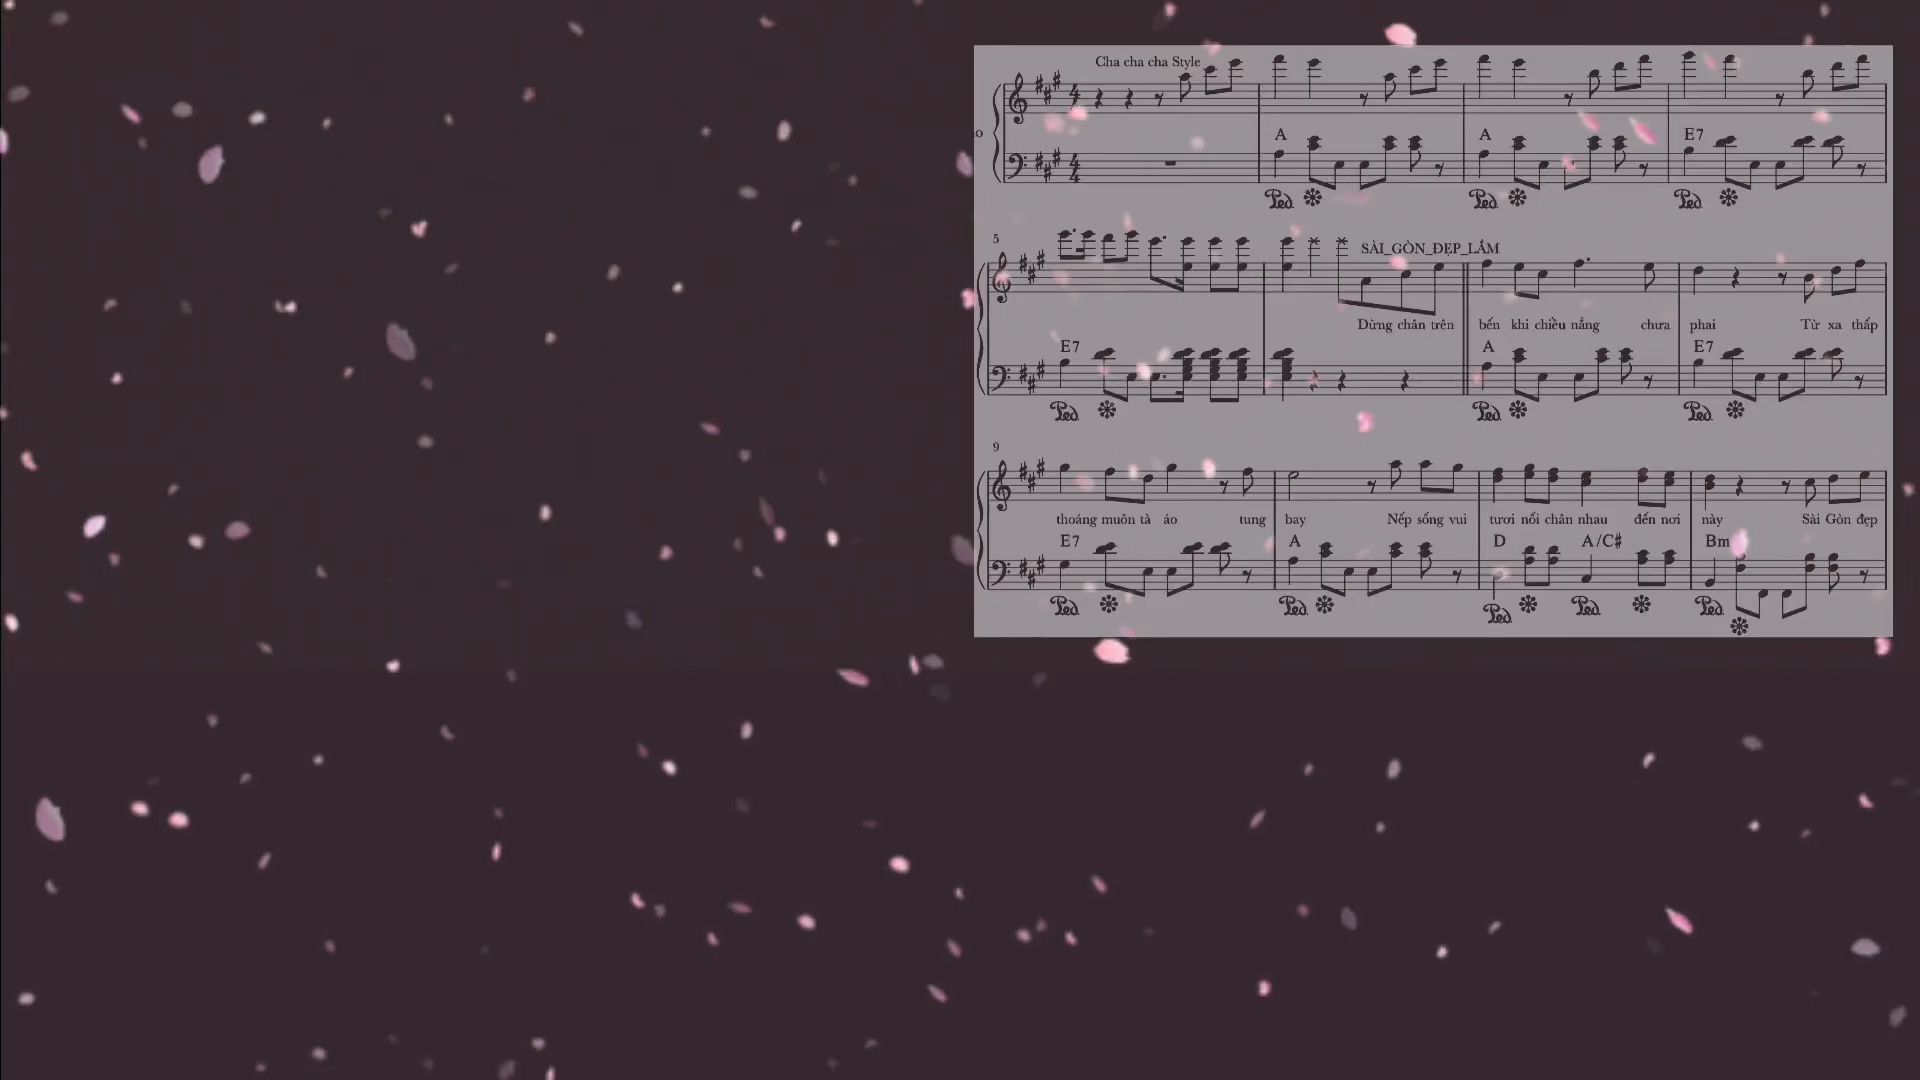 Cha cha cha Style
A A E7
5
SÀI_GÒN_ĐẸP_LẮM
Dừng chân trên bến khi chiều nắng chưa phai Từ xa thấp
E7 A E7
9
thoáng muôn tà áo tung bay Nếp sống vui tươi nối chân nhau đến nơi này Sài Gòn đẹp
E7 A D A/C# Bm